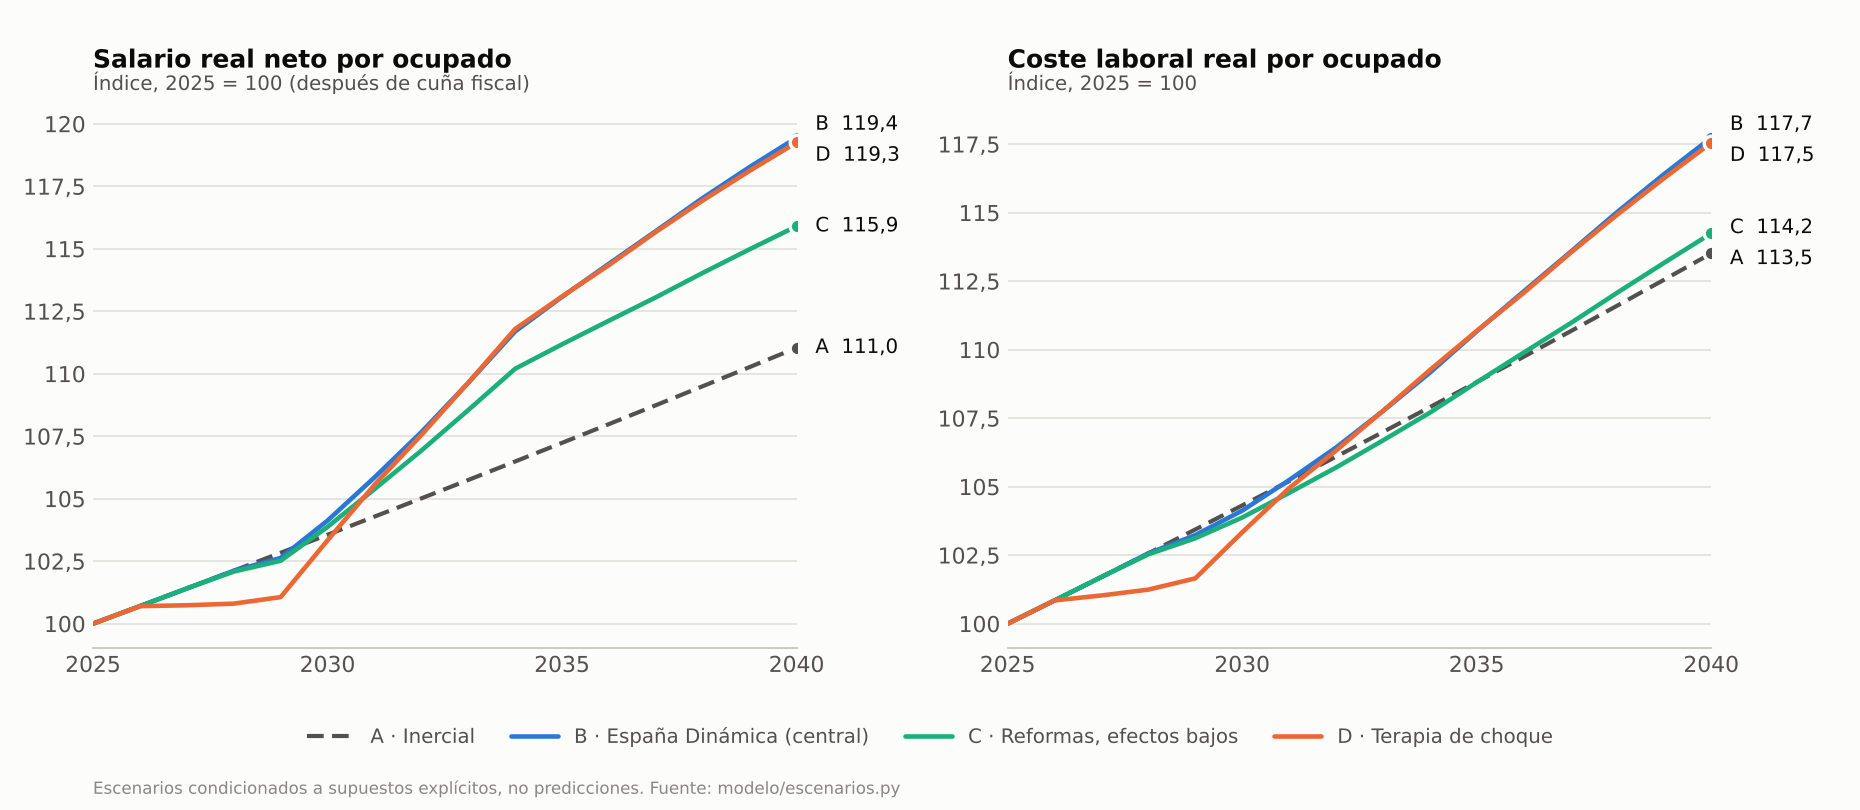 Salario real neto por ocupado
Índice, 2025 = 100 (después de cuña fiscal)
120
117,5
115
112,5
110
107,5
105
102,5
100
2025
2030
2035
2040
B 119,4
D 119,3
C 115,9
A 111,0
Coste laboral real por ocupado
Índice, 2025 = 100
117,5
115
112,5
110
107,5
105
102,5
100
2025
2030
2035
2040
B 117,7
D 117,5
C 114,2
A 113,5
A · Inercial
B · España Dinámica (central)
C · Reformas, efectos bajos
D · Terapia de choque
Escenarios condicionados a supuestos explícitos, no predicciones. Fuente: modelo/escenarios.py